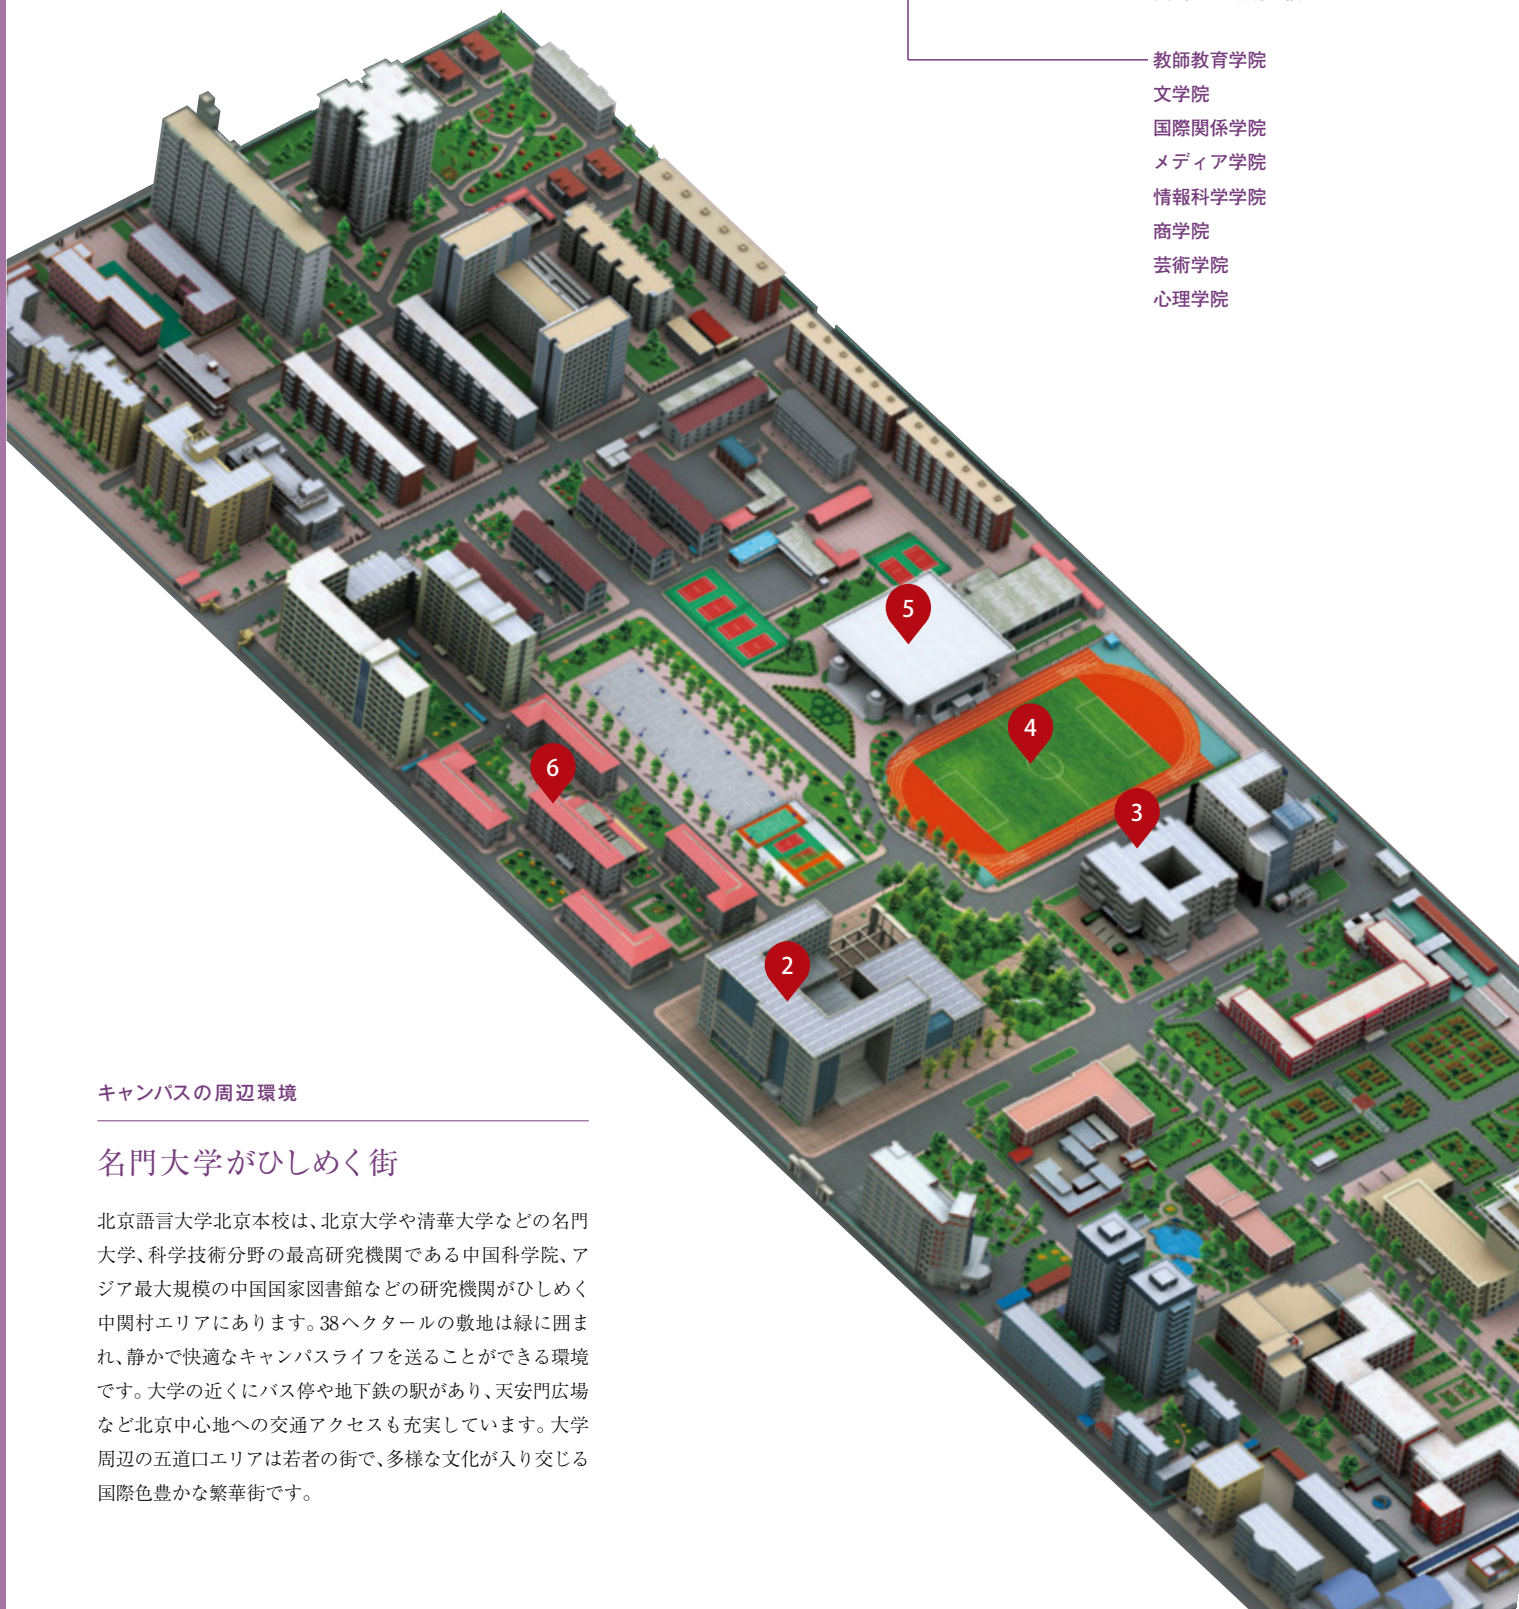 教師教育学院
文学院
国際関係学院
メディア学院
情報科学学院
商学院
芸術学院
心理学院
5
4
6
3
2
キャンパスの周辺環境
名門大学がひしめく街
北京語言大学北京本校は、北京大学や清華大学などの名門
大学、科学技術分野の最高研究機関である中国科学院、ア
ジア最大規模の中国国家図書館などの研究機関がひしめく
中関村エリアにあります。38ヘクタールの敷地は緑に囲ま
れ、静かで快適なキャンパスライフを送ることができる環境
です。大学の近くにバス停や地下鉄の駅があり、天安門広場
など北京中心地への交通アクセスも充実しています。大学
周辺の五道口エリアは若者の街で、多様な文化が入り交じる
国際色豊かな繁華街です。